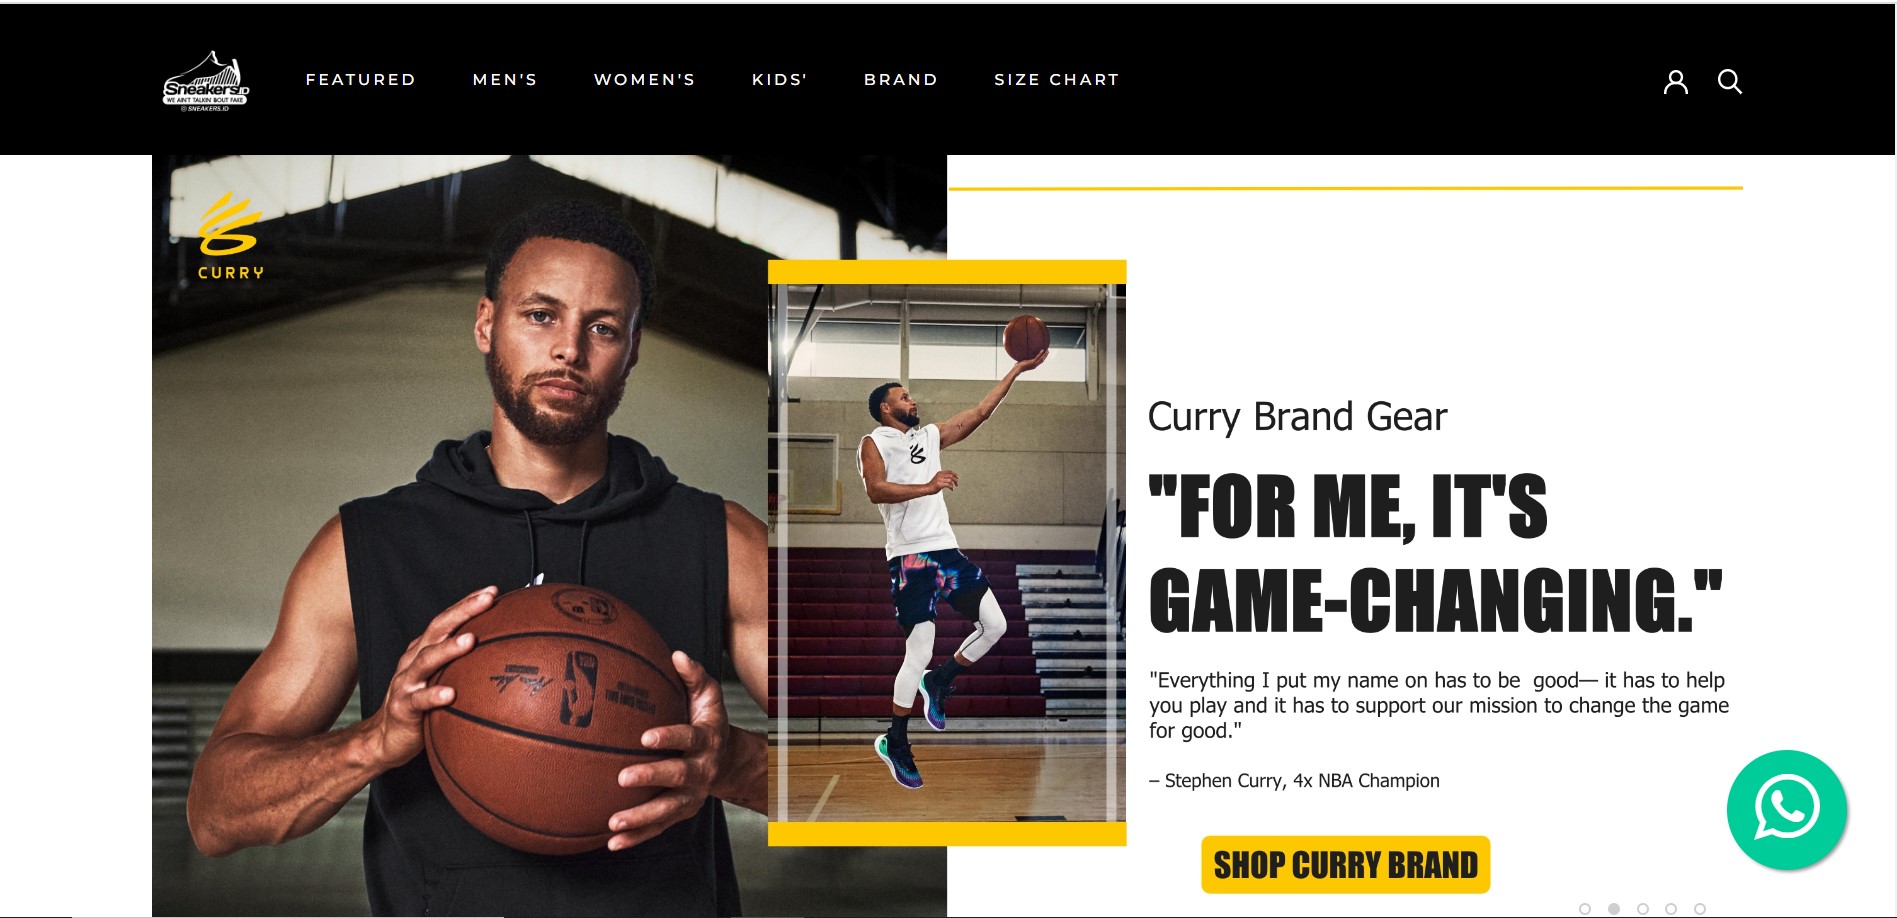 Sneakers.ID
WE AIN'T TALKIN' BOUT FAKE
SNEAKERS.ID
FEATURED
MEN'S
WOMEN'S
KIDS'
BRAND
SIZE CHART
CURRY
Curry Brand Gear
"FOR ME, IT'S
GAME-CHANGING."
"Everything I put my name on has to be  good— it has to help
you play and it has to support our mission to change the game
for good."
– Stephen Curry, 4x NBA Champion
SHOP CURRY BRAND